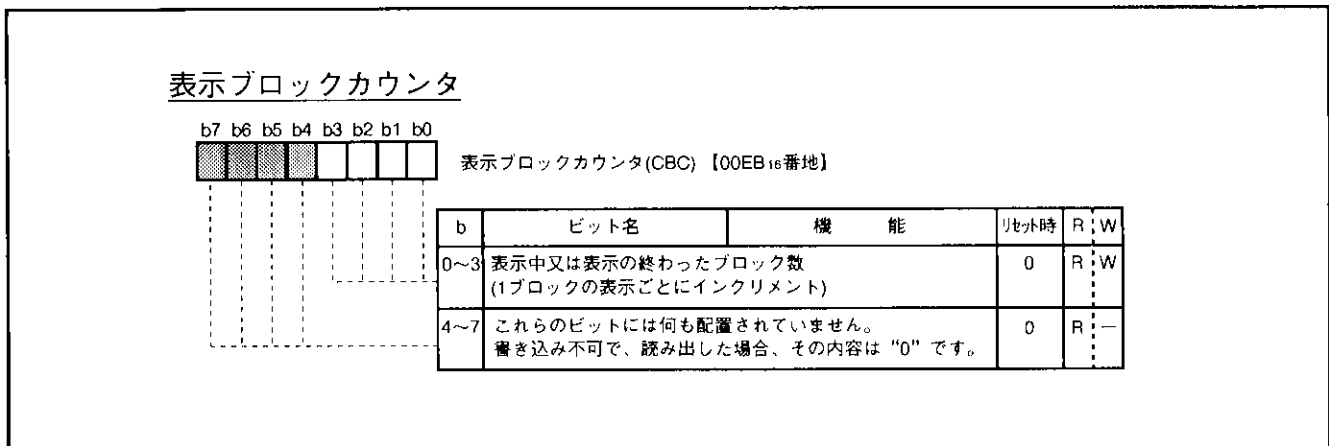 表示ブロックカウンタ
b7 b6 b5 b4 b3 b2 b1 b0
表示ブロックカウンタ(CBC)【00EB16番地】
b ビット名 機 能 リセット時 R W
0～3 表示中又は表示の終わったブロック数 0 R W
(1ブロックの表示ごとにインクリメント)
4～7 これらのビットには何も配置されていません。 0 R —
書き込み不可で、読み出した場合、その内容は “0” です。